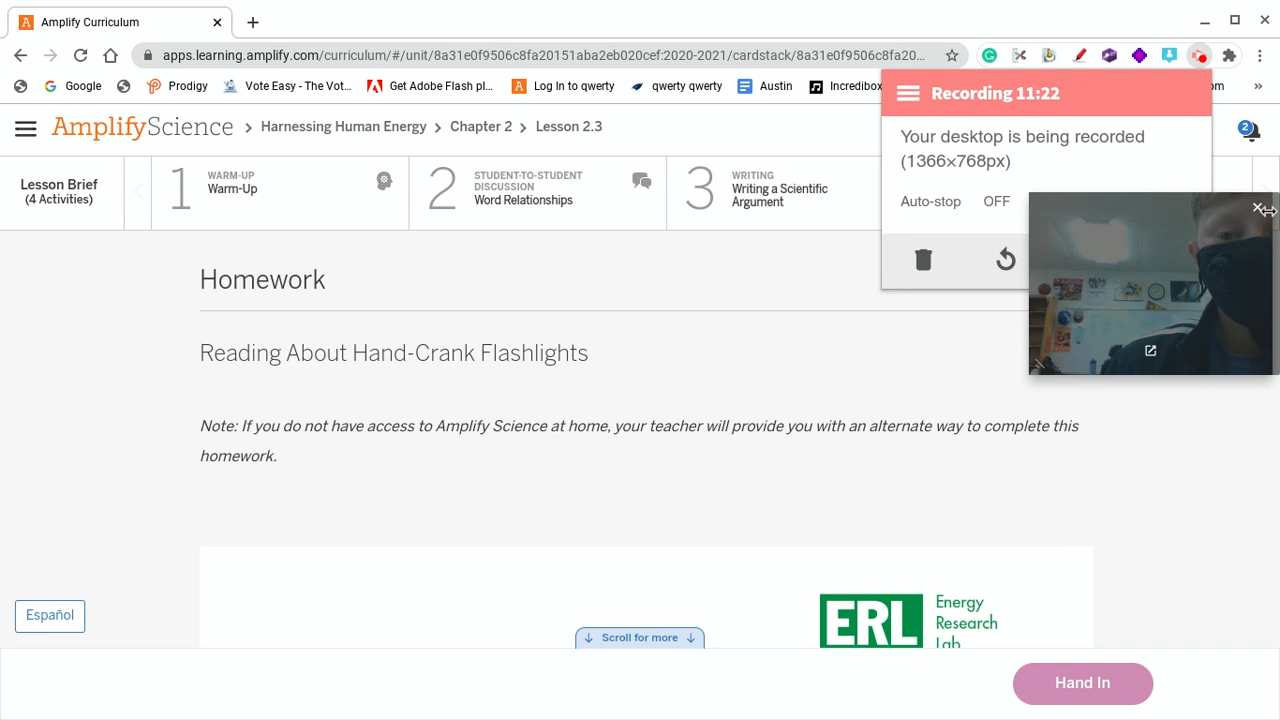 Amplify Curriculum
apps.learning.amplify.com/curriculum/#/unit/8a31e0f9506c8fa20151aba2eb020cef:2020-2021/cardstack/8a31e0f9506c8fa20...
Google
Prodigy
Vote Easy - The Vot...
Get Adobe Flash pl...
Log In to qwerty
qwerty qwerty
Austin
Incredibox
om
»
Recording 11:22
Your desktop is being recorded
(1366×768px)
Auto-stop OFF
AmplifyScience > Harnessing Human Energy > Chapter 2 > Lesson 2.3
2
Lesson Brief
(4 Activities)
1
WARM-UP
Warm-Up
2
STUDENT-TO-STUDENT
DISCUSSION
Word Relationships
3
WRITING
Writing a Scientific
Argument
Homework
Reading About Hand-Crank Flashlights
Note: If you do not have access to Amplify Science at home, your teacher will provide you with an alternate way to complete this
homework.
ERL
Energy
Research
Lab
Español
↓ Scroll for more ↓
Hand In